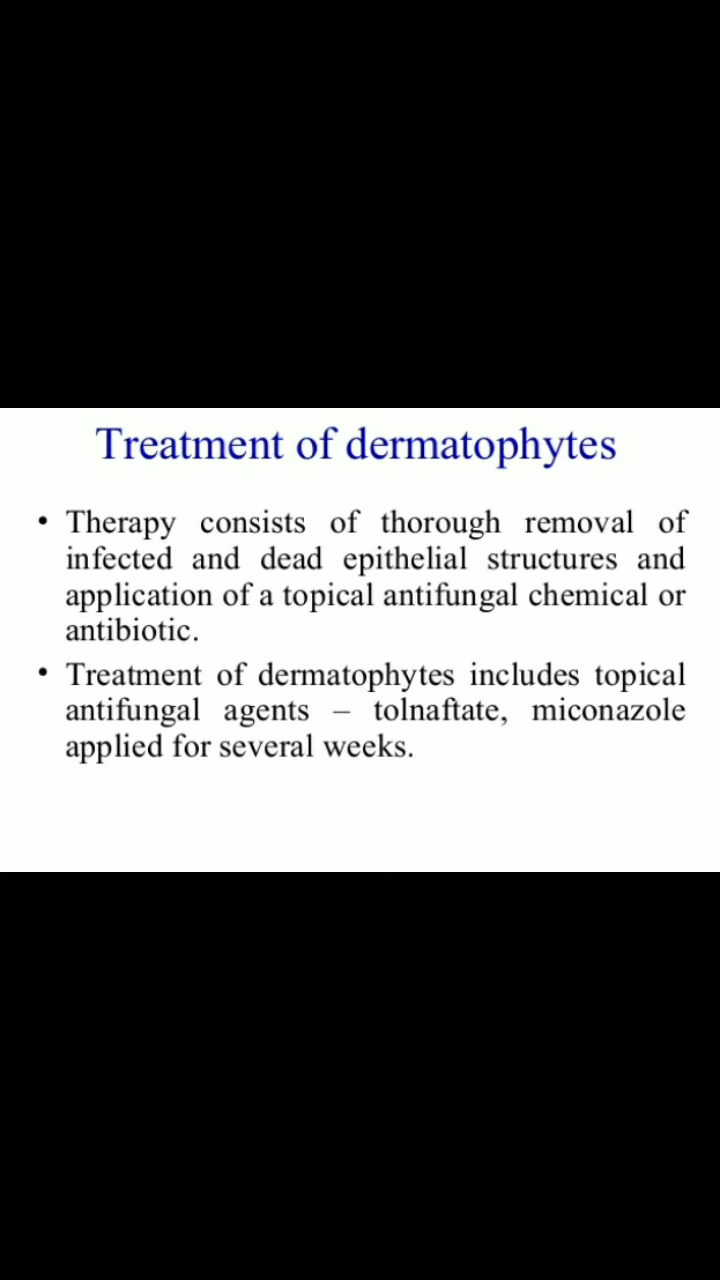 Treatment of dermatophytes
• Therapy consists of thorough removal of
infected and dead epithelial structures and
application of a topical antifungal chemical or
antibiotic.
• Treatment of dermatophytes includes topical
antifungal agents – tolnaftate, miconazole
applied for several weeks.